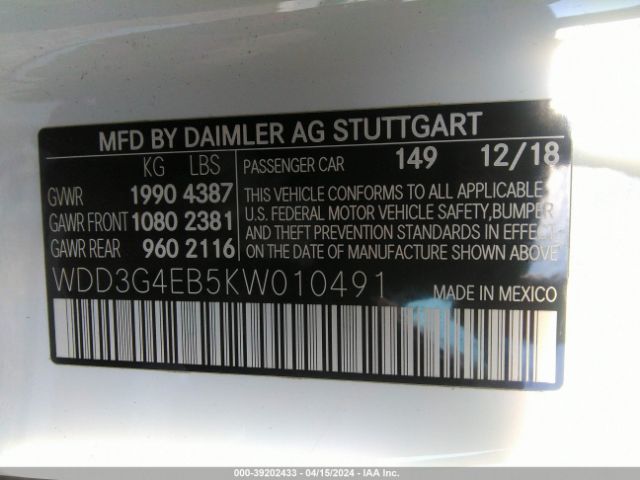 MFD BY DAIMLER AG STUTTGART
KG LBS
GVWR 1990 4387
GAWR FRONT 1080 2381
GAWR REAR 960 2116
PASSENGER CAR 149 12/18
THIS VEHICLE CONFORMS TO ALL APPLICABLE
U.S. FEDERAL MOTOR VEHICLE SAFETY,BUMPER
AND THEFT PREVENTION STANDARDS IN EFFECT
ON THE DATE OF MANUFACTURE SHOWN ABOVE.
WDD3G4EB5KW010491
MADE IN MEXICO
000-39202433 - 04/15/2024 - IAA Inc.